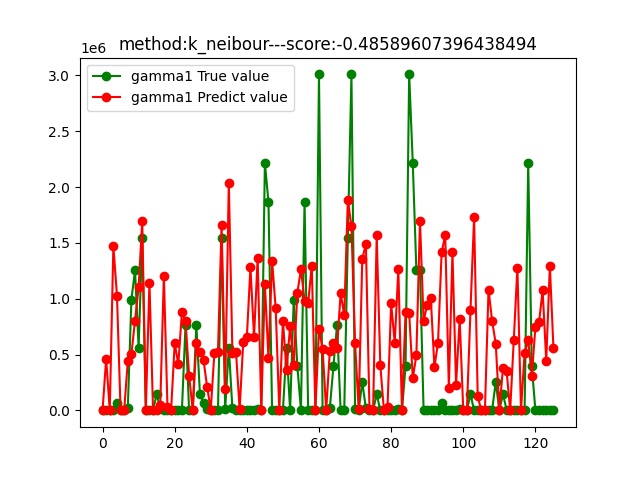 method:k_neibour---score:-0.48589607396438494
1e6
gamma1 True value
gamma1 Predict value
3.0
2.5
2.0
1.5
1.0
0.5
0.0
0 20 40 60 80 100 120